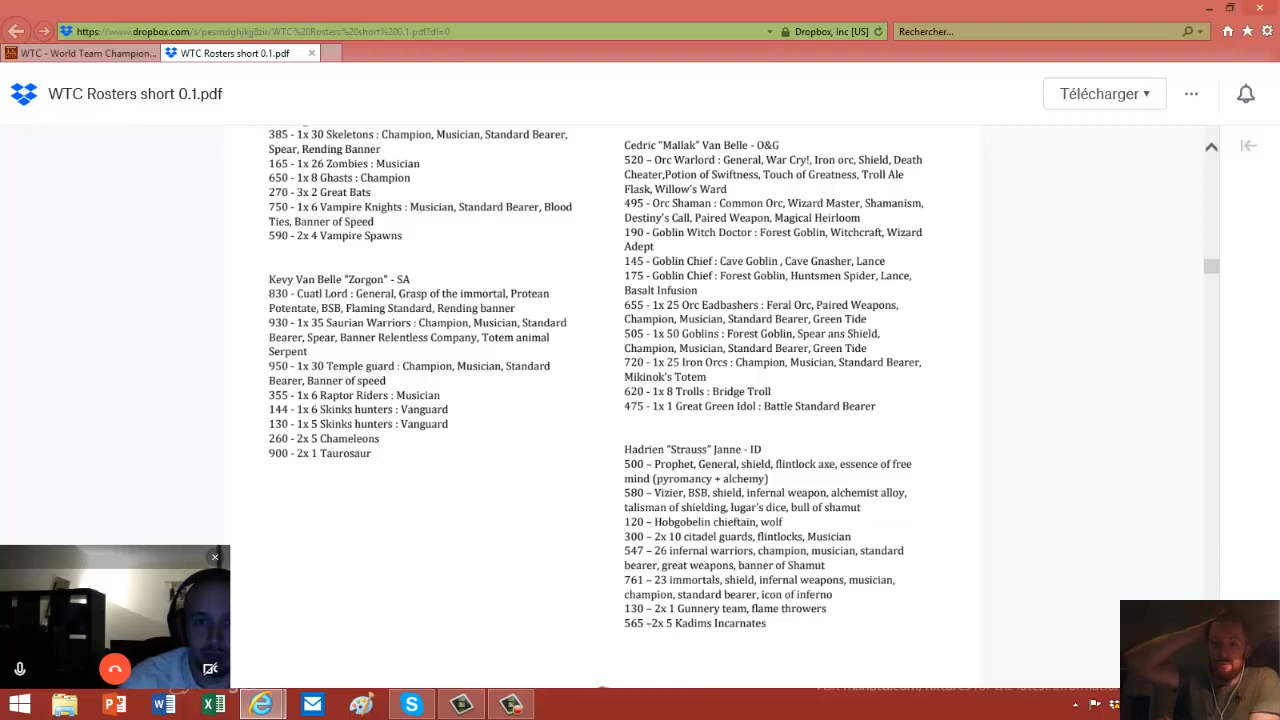 https://www.dropbox.com/s/pesmdghjkjj8zir/WTC%20Rosters%20short%200.1.pdf?dl=0
Dropbox, Inc [US]
Rechercher...
WTC - World Team Champion...
WTC Rosters short 0.1.pdf
WTC Rosters short 0.1.pdf
Télécharger
385 - 1x 30 Skeletons : Champion, Musician, Standard Bearer,
Spear, Rending Banner
165 - 1x 26 Zombies : Musician
650 - 1x 8 Ghasts : Champion
270 - 3x 2 Great Bats
750 - 1x 6 Vampire Knights : Musician, Standard Bearer, Blood
Ties, Banner of Speed
590 - 2x 4 Vampire Spawns
Kevy Van Belle "Zorgon" - SA
830 - Cuatl Lord : General, Grasp of the immortal, Protean
Potentate, BSB, Flaming Standard, Rending banner
930 - 1x 35 Saurian Warriors : Champion, Musician, Standard
Bearer, Spear, Banner Relentless Company, Totem animal
Serpent
950 - 1x 30 Temple guard : Champion, Musician, Standard
Bearer, Banner of speed
355 - 1x 6 Raptor Riders : Musician
144 - 1x 6 Skinks hunters : Vanguard
130 - 1x 5 Skinks hunters : Vanguard
260 - 2x 5 Chameleons
900 - 2x 1 Taurosaur
Cedric "Mallak" Van Belle - O&G
520 – Orc Warlord : General, War Cry!, Iron orc, Shield, Death
Cheater,Potion of Swiftness, Touch of Greatness, Troll Ale
Flask, Willow's Ward
495 - Orc Shaman : Common Orc, Wizard Master, Shamanism,
Destiny's Call, Paired Weapon, Magical Heirloom
190 - Goblin Witch Doctor : Forest Goblin, Witchcraft, Wizard
Adept
145 - Goblin Chief : Cave Goblin , Cave Gnasher, Lance
175 - Goblin Chief : Forest Goblin, Huntsmen Spider, Lance,
Basalt Infusion
655 - 1x 25 Orc Eadbashers : Feral Orc, Paired Weapons,
Champion, Musician, Standard Bearer, Green Tide
505 - 1x 50 Goblins : Forest Goblin, Spear ans Shield,
Champion, Musician, Standard Bearer, Green Tide
720 - 1x 25 Iron Orcs : Champion, Musician, Standard Bearer,
Mikinok's Totem
620 - 1x 8 Trolls : Bridge Troll
475 - 1x 1 Great Green Idol : Battle Standard Bearer
Hadrien "Strauss" Janne - ID
500 – Prophet, General, shield, flintlock axe, essence of free
mind (pyromancy + alchemy)
580 – Vizier, BSB, shield, infernal weapon, alchemist alloy,
talisman of shielding, lugar's dice, bull of shamut
120 – Hobgobelin chieftain, wolf
300 – 2x 10 citadel guards, flintlocks, Musician
547 – 26 infernal warriors, champion, musician, standard
bearer, great weapons, banner of Shamut
761 – 23 immortals, shield, infernal weapons, musician,
champion, standard bearer, icon of inferno
130 – 2x 1 Gunnery team, flame throwers
565 –2x 5 Kadims Incarnates